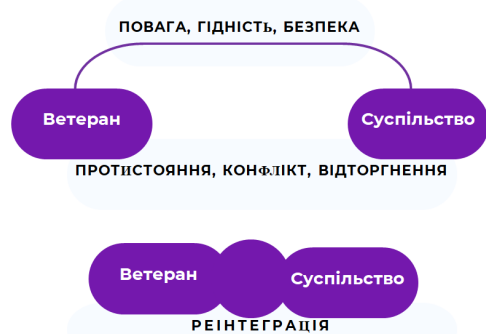 ПОВАГА, ГІДНІСТЬ, БЕЗПЕКА
Ветеран
Суспільство
ПРОТИСТОЯННЯ, КОНФЛІКТ, ВІДТОРГНЕННЯ
Ветеран
Суспільство
РЕІНТЕГРАЦІЯ